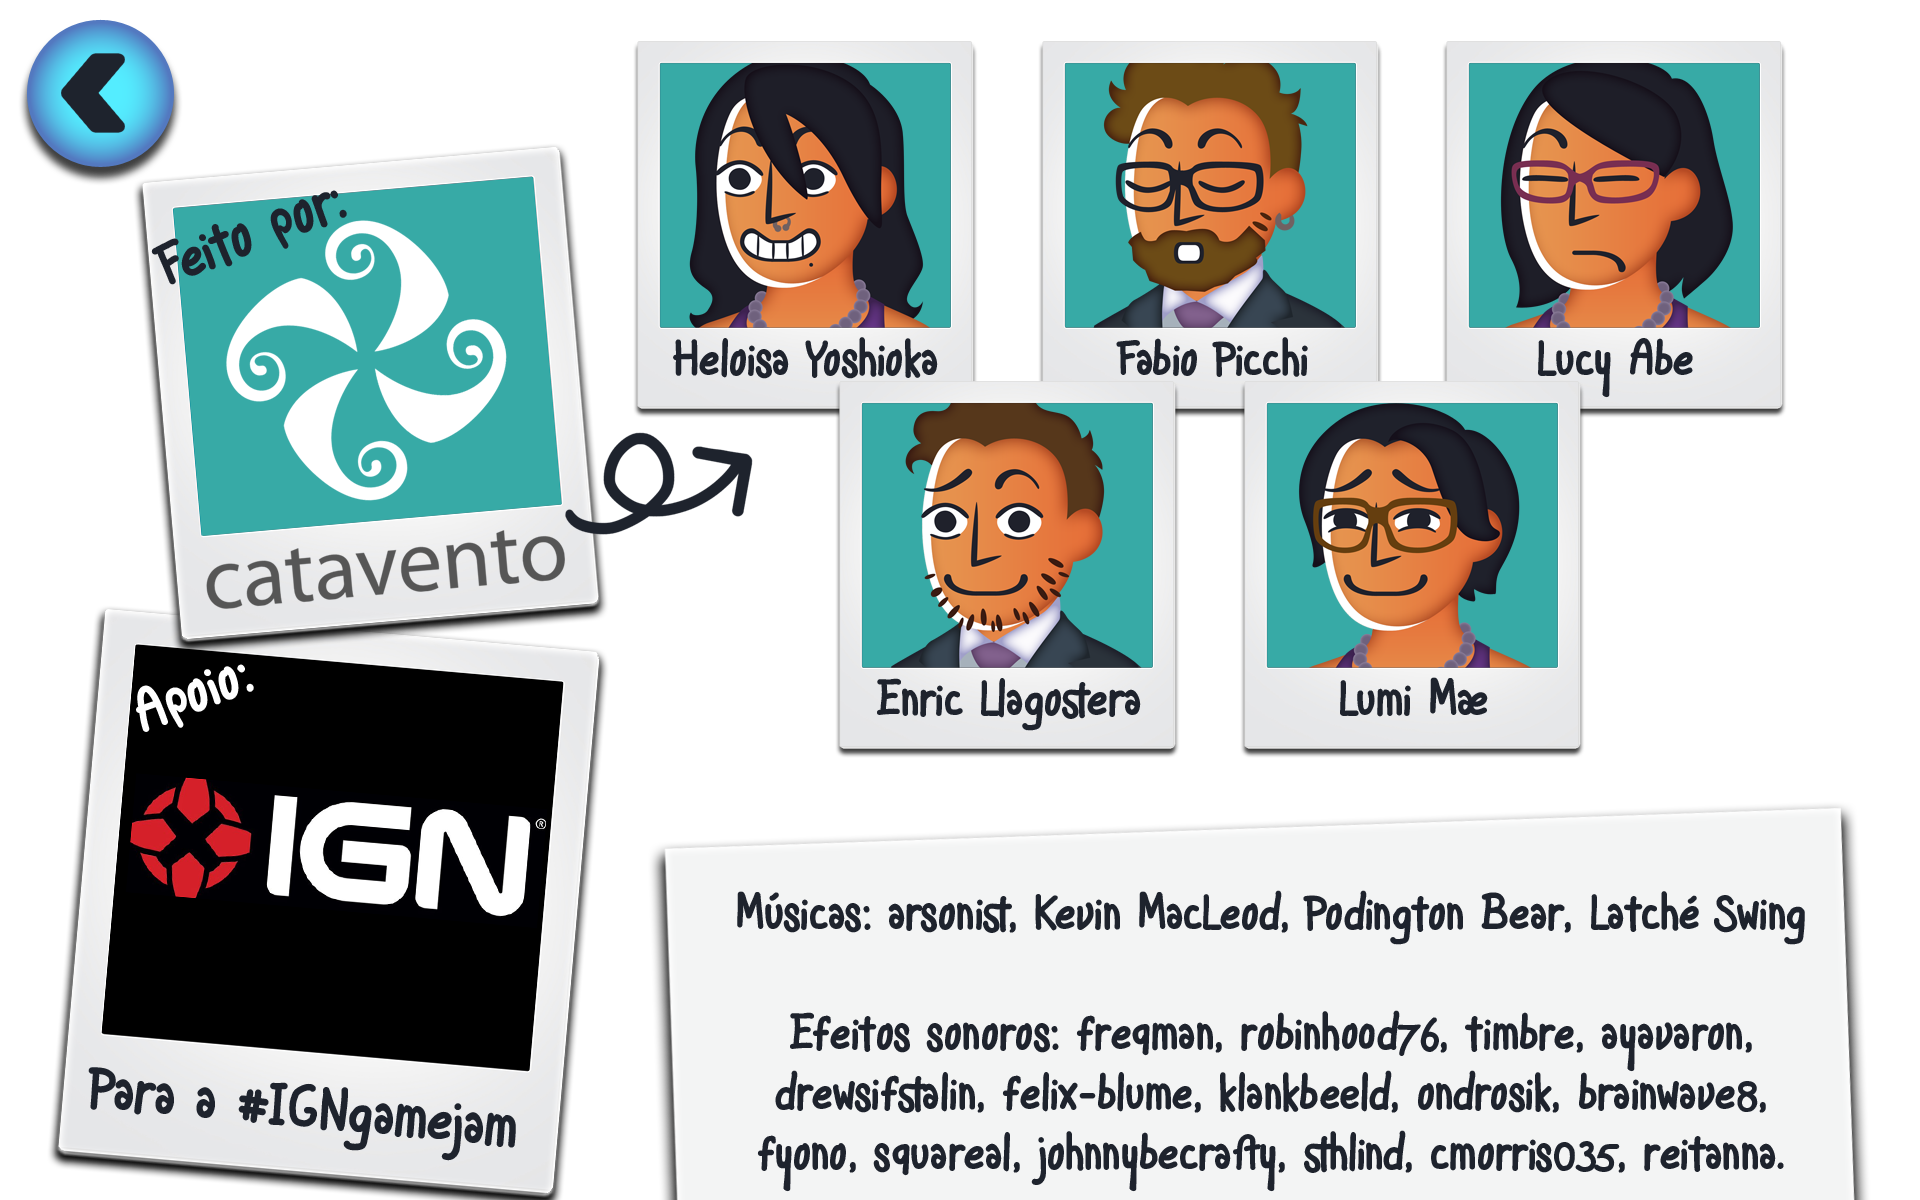 Feito por:
catavento
Apoio:
IGN®
Para a #IGNgamejam
Heloisa Yoshioka
Fabio Picchi
Lucy Abe
Enric Llagostera
Lumi Mae
Músicas: arsonist, Kevin MacLeod, Podington Bear, Latché Swing
Efeitos sonoros: freqman, robinhood76, timbre, ayavaron,
drewsifstalin, felix-blume, klankbeeld, ondrosik, brainwave8,
fyono, squareal, johnnybecrafty, sthlind, cmorris035, reitanna.